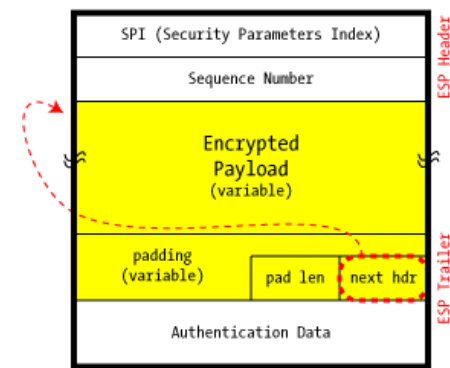 SPI (Security Parameters Index)
Sequence Number
ESP Header
Encrypted
Payload
(variable)
padding
(variable)
pad len
next hdr
ESP Trailer
Authentication Data